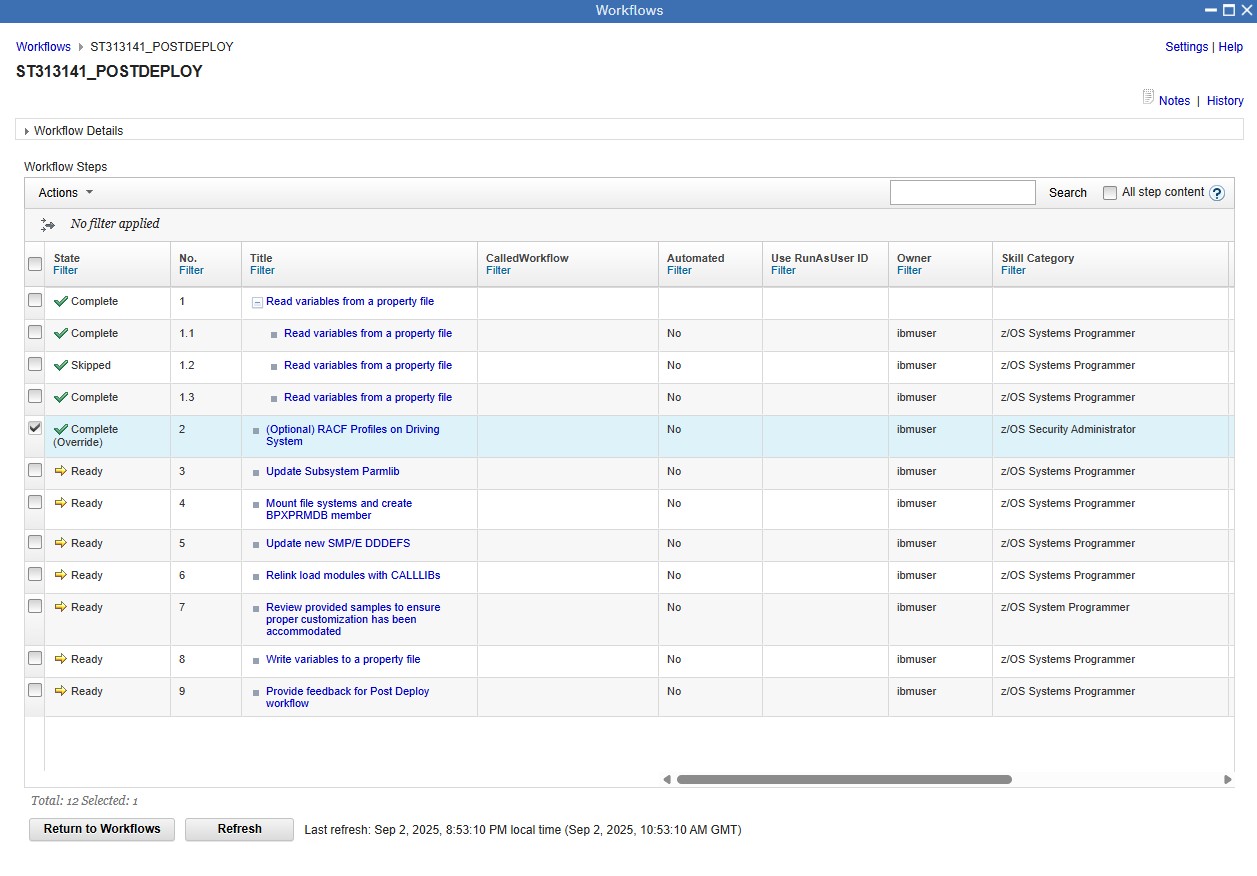 Workflows
Workflows ST313141_POSTDEPLOY
Settings | Help
ST313141_POSTDEPLOY
Notes | History
Workflow Details
Workflow Steps
Actions
Search All step content ?
No filter applied
State No. Title CalledWorkflow Automated Use RunAsUser ID Owner Skill Category
Filter Filter Filter Filter Filter Filter Filter Filter
Complete 1 Read variables from a property file
Complete 1.1 Read variables from a property file No ibmuser z/OS Systems Programmer
Skipped 1.2 Read variables from a property file No ibmuser z/OS Systems Programmer
Complete 1.3 Read variables from a property file No ibmuser z/OS Systems Programmer
Complete 2 (Optional) RACF Profiles on Driving No ibmuser z/OS Security Administrator
(Override) System
Ready 3 Update Subsystem Parmlib No ibmuser z/OS Systems Programmer
Ready 4 Mount file systems and create No ibmuser z/OS Systems Programmer
BPXPRMDB member
Ready 5 Update new SMP/E DDDEFS No ibmuser z/OS Systems Programmer
Ready 6 Relink load modules with CALLLIBs No ibmuser z/OS Systems Programmer
Ready 7 Review provided samples to ensure No ibmuser z/OS System Programmer
proper customization has been
accommodated
Ready 8 Write variables to a property file No ibmuser z/OS Systems Programmer
Ready 9 Provide feedback for Post Deploy No ibmuser z/OS Systems Programmer
workflow
Total: 12 Selected: 1
Return to Workflows Refresh Last refresh: Sep 2, 2025, 8:53:10 PM local time (Sep 2, 2025, 10:53:10 AM GMT)